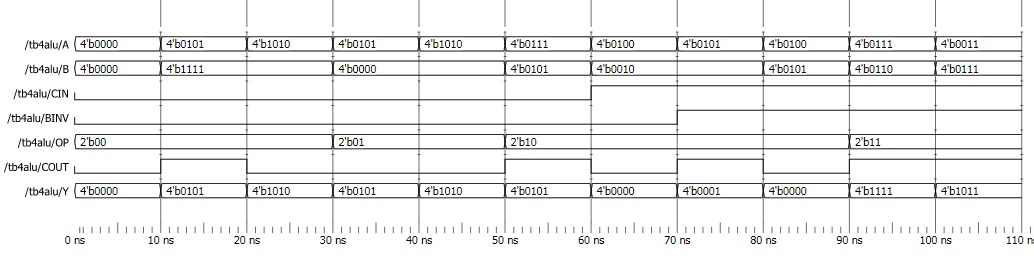 /tb4alu/A 4'b0000 4'b0101 4'b1010 4'b0101 4'b1010 4'b0111 4'b0100 4'b0101 4'b0100 4'b0111 4'b0011
/tb4alu/B 4'b0000 4'b1111 4'b0000 4'b0101 4'b0010 4'b0101 4'b0110 4'b0111
/tb4alu/CIN
/tb4alu/BINV
/tb4alu/OP 2'b00 2'b01 2'b10 2'b11
/tb4alu/COUT
/tb4alu/Y 4'b0000 4'b0101 4'b1010 4'b0101 4'b1010 4'b0101 4'b0000 4'b0001 4'b0000 4'b1111 4'b1011
0 ns 10 ns 20 ns 30 ns 40 ns 50 ns 60 ns 70 ns 80 ns 90 ns 100 ns 110 n